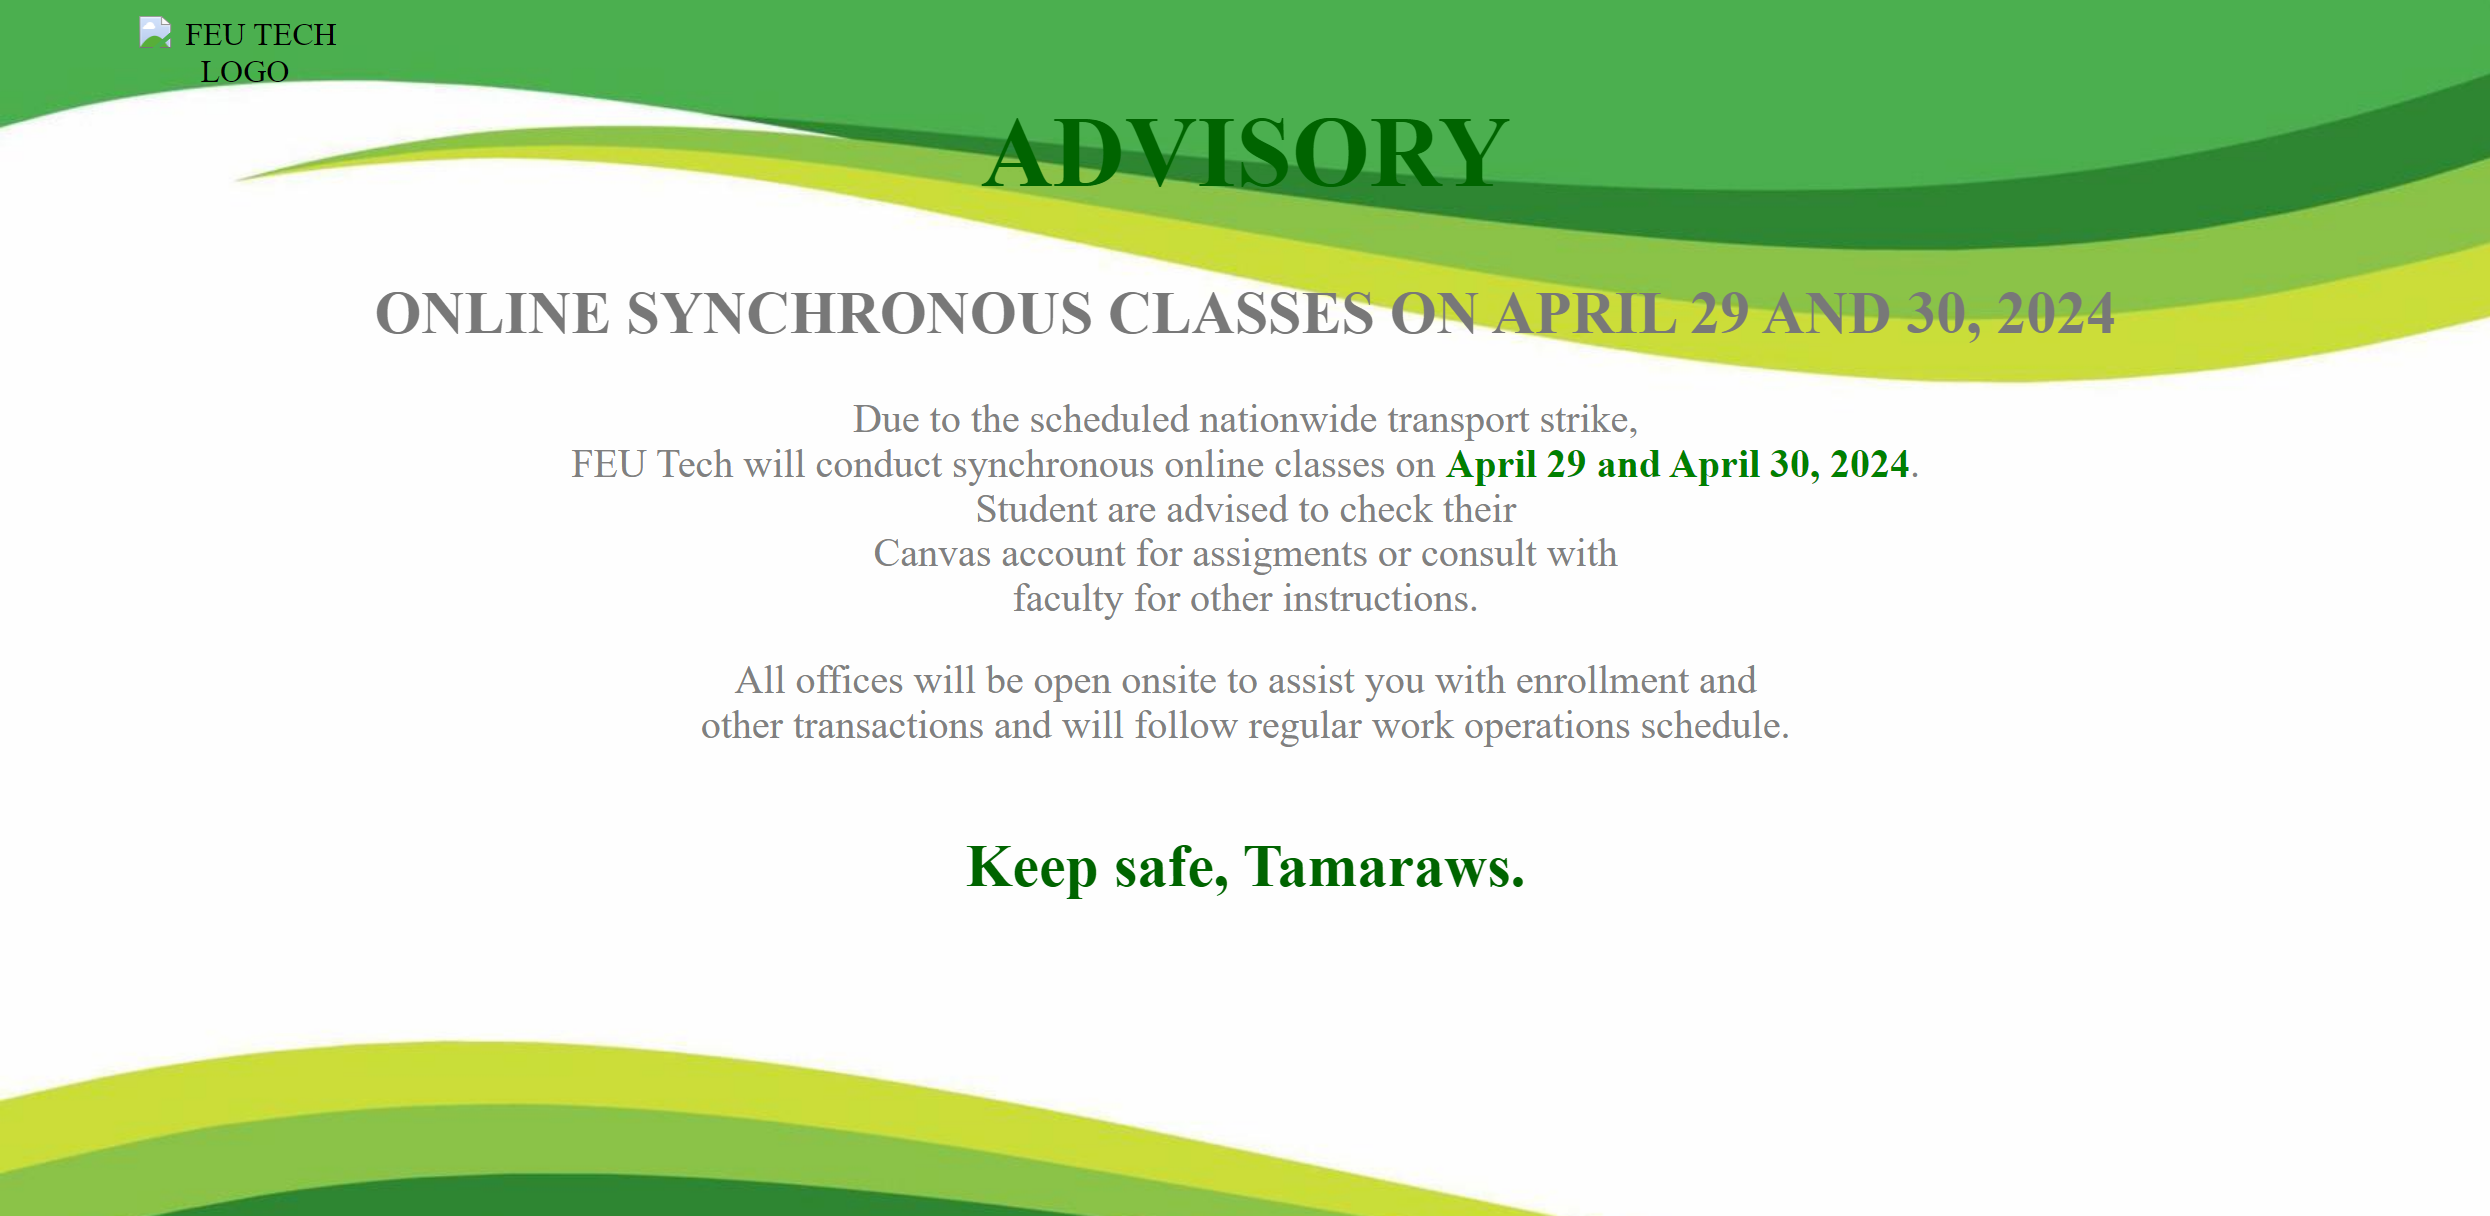 FEU TECH
LOGO
ADVISORY
ONLINE SYNCHRONOUS CLASSES ON APRIL 29 AND 30, 2024
Due to the scheduled nationwide transport strike,
FEU Tech will conduct synchronous online classes on April 29 and April 30, 2024.
Student are advised to check their
Canvas account for assigments or consult with
faculty for other instructions.
All offices will be open onsite to assist you with enrollment and
other transactions and will follow regular work operations schedule.
Keep safe, Tamaraws.